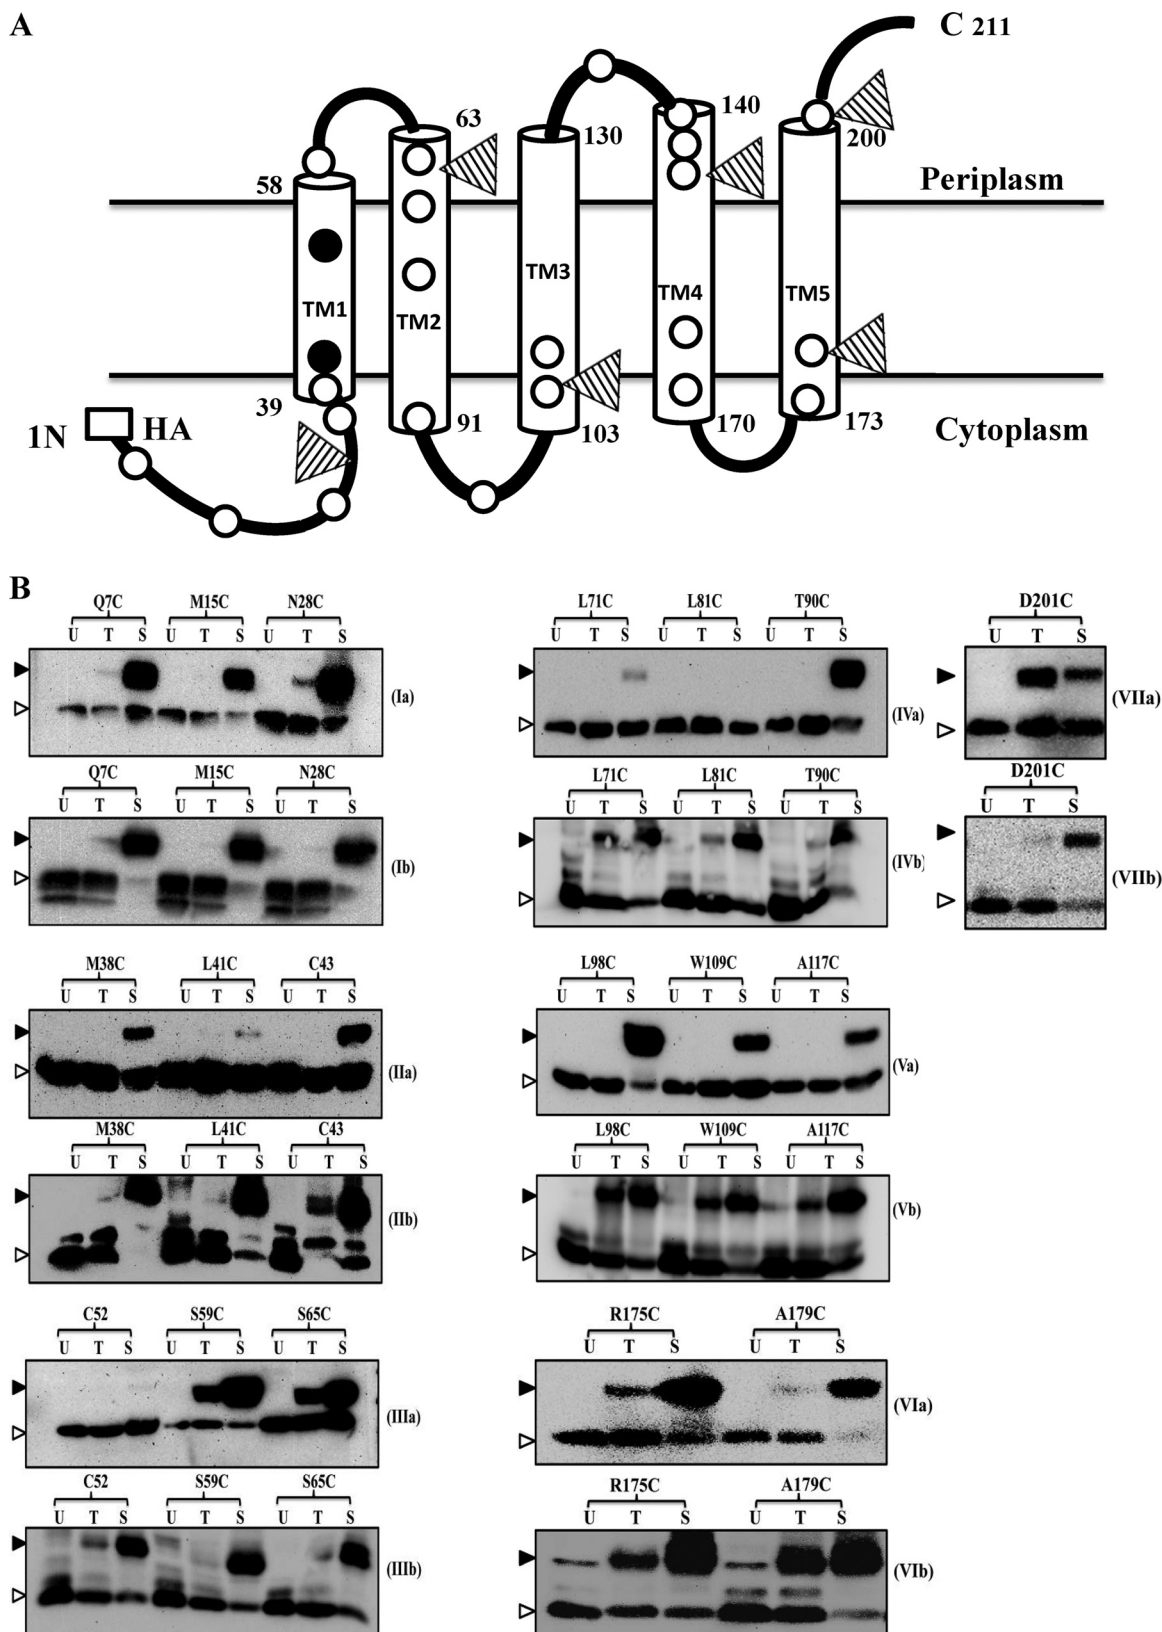 A
C 211
63
140
130
200
58
Periplasm
TM3
TM1
TM2
TM4
TM5
39
1N
HA
91
103
170
173
Cytoplasm
B
Q7C M15C N28C
U T S U T S U T S
(Ia)
Q7C M15C N28C
U T S U T S U T S
(Ib)
M38C L41C C43
U T S U T S U T S
(IIa)
M38C L41C C43
U T S U T S U T S
(IIb)
C52 S59C S65C
U T S U T S U T S
(IIIa)
C52 S59C S65C
U T S U T S U T S
(IIIb)
L71C L81C T90C
U T S U T S U T S
(IVa)
L71C L81C T90C
U T S U T S U T S
(IVb)
L98C W109C A117C
U T S U T S U T S
(Va)
L98C W109C A117C
U T S U T S U T S
(Vb)
R175C A179C
U T S U T S
(VIa)
R175C A179C
U T S U T S
(VIb)
D201C
U T S
(VIIa)
D201C
U T S
(VIIb)